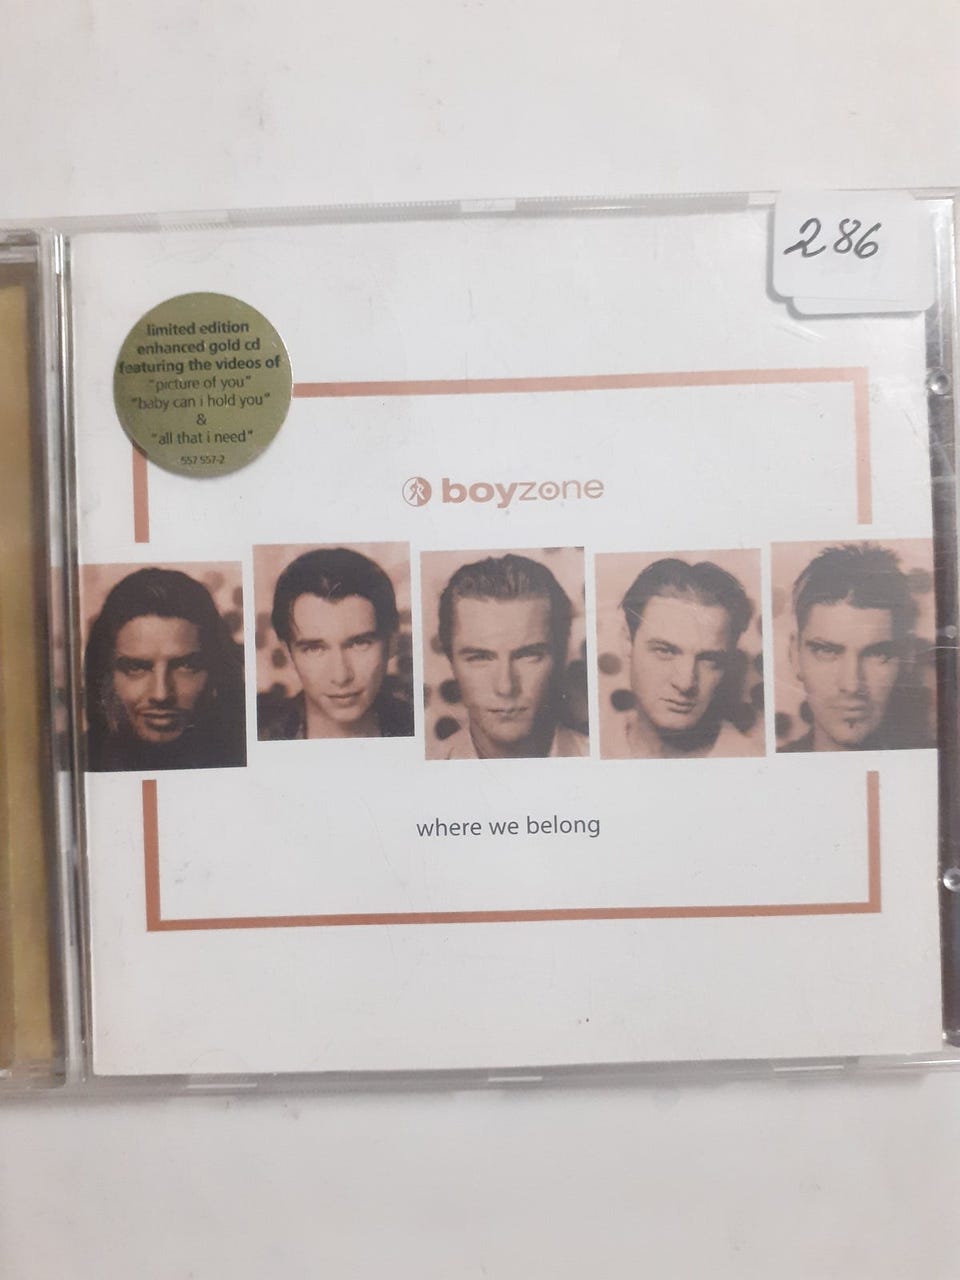 286
limited edition
enhanced gold cd
featuring the videos of
"picture of you"
"baby can i hold you"
&
"all that i need"
557 557-2
boyzone
where we belong